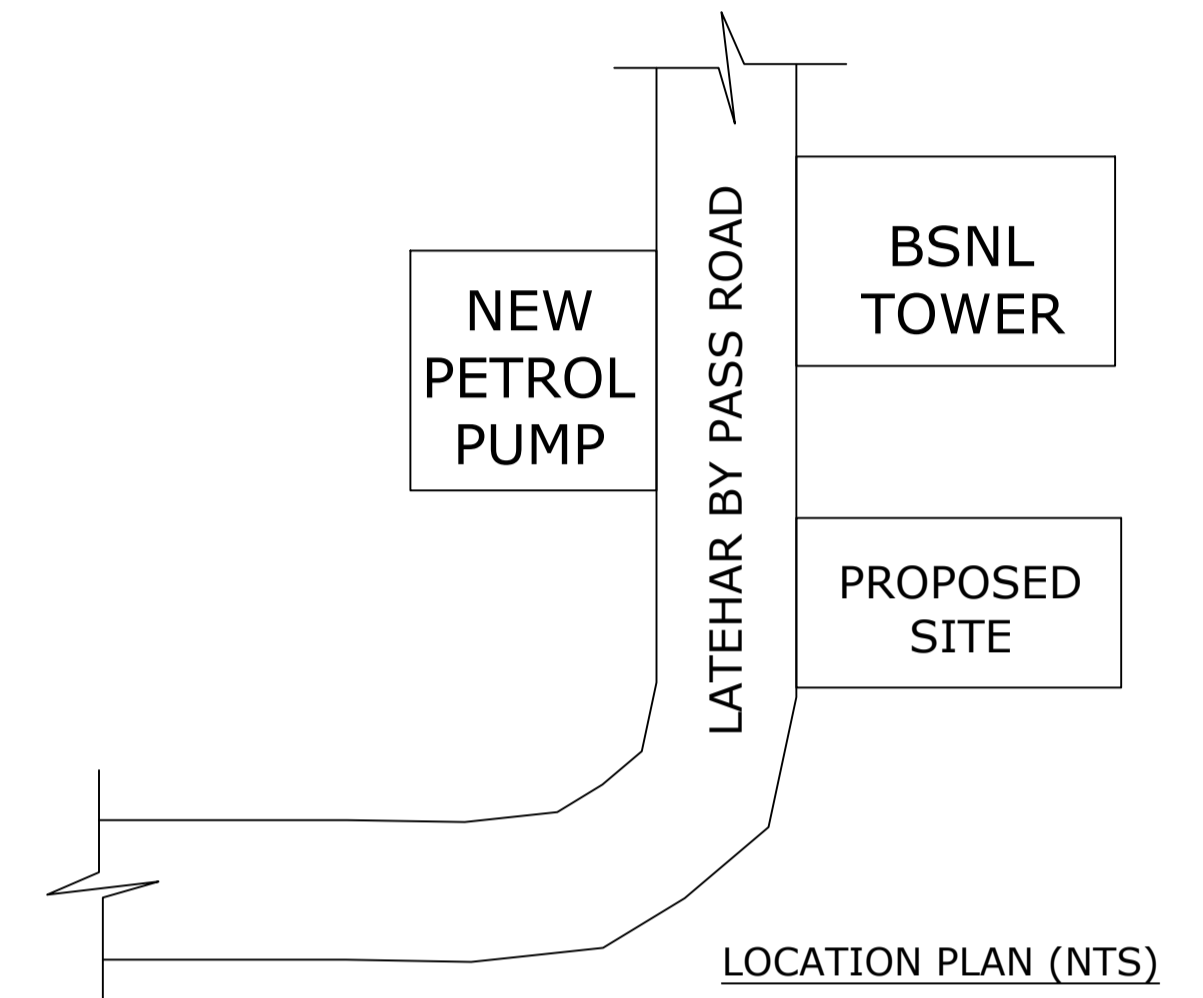 BSNL
TOWER
NEW
PETROL
PUMP
LATEHAR BY PASS ROAD
PROPOSED
SITE
LOCATION PLAN (NTS)